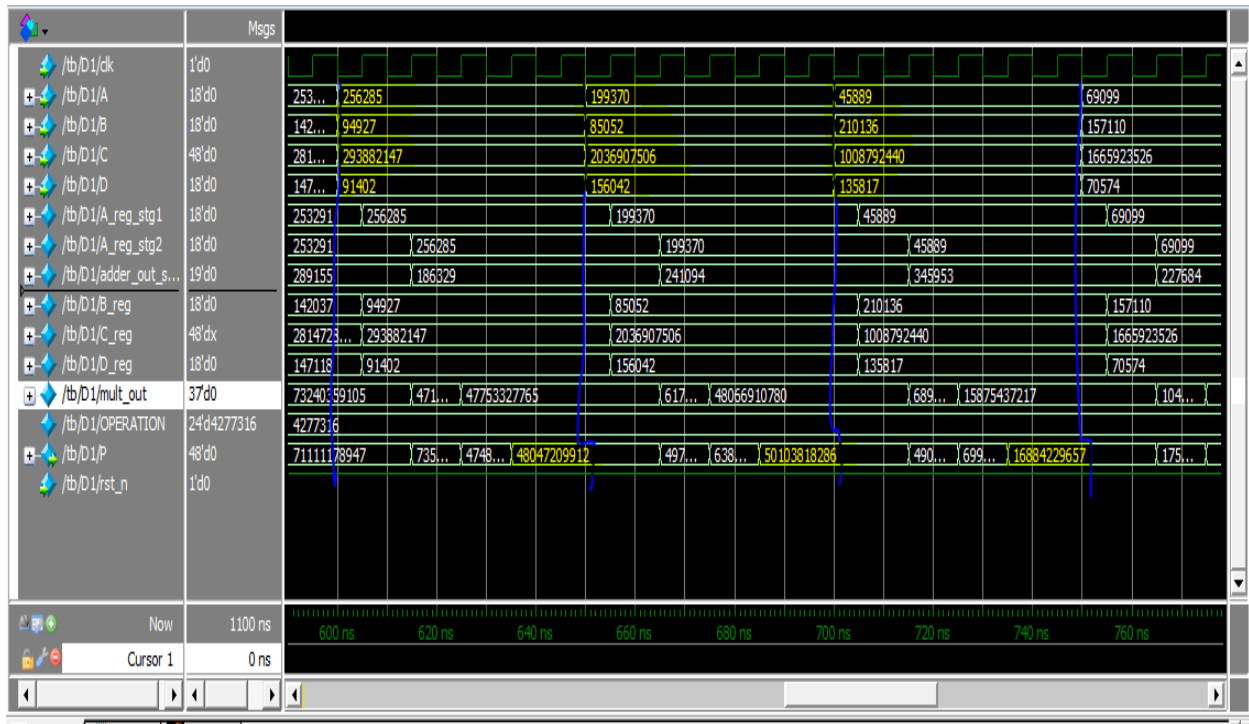 Msgs
/tb/D1/clk 1'd0
/tb/D1/A 18'd0 253... 256285 199370 45889 69099
/tb/D1/B 18'd0 142... 94927 85052 210136 157110
/tb/D1/C 48'd0 281... 293882147 2036907506 1008792440 1665923526
/tb/D1/D 18'd0 147... 91402 156042 135817 70574
/tb/D1/A_reg_stg1 18'd0 253291 256285 199370 45889 69099
/tb/D1/A_reg_stg2 18'd0 253291 256285 199370 45889 69099
/tb/D1/adder_out_s... 19'd0 289155 186329 241094 345953 227684
/tb/D1/B_reg 18'd0 142037 94927 85052 210136 157110
/tb/D1/C_reg 48'dx 2814723... 293882147 2036907506 1008792440 1665923526
/tb/D1/D_reg 18'd0 147118 91402 156042 135817 70574
/tb/D1/mult_out 37'd0 73240359105 471... 47753327765 617... 48066910780 689... 15875437217 104...
/tb/D1/OPERATION 24'd4277316 4277316
/tb/D1/P 48'd0 71111178947 735... 4748... 48047209912 497... 638... 50103818286 490... 699... 16884229657 175...
/tb/D1/rst_n 1'd0
Now 1100 ns 600 ns 620 ns 640 ns 660 ns 680 ns 700 ns 720 ns 740 ns 760 ns
Cursor 1 0 ns